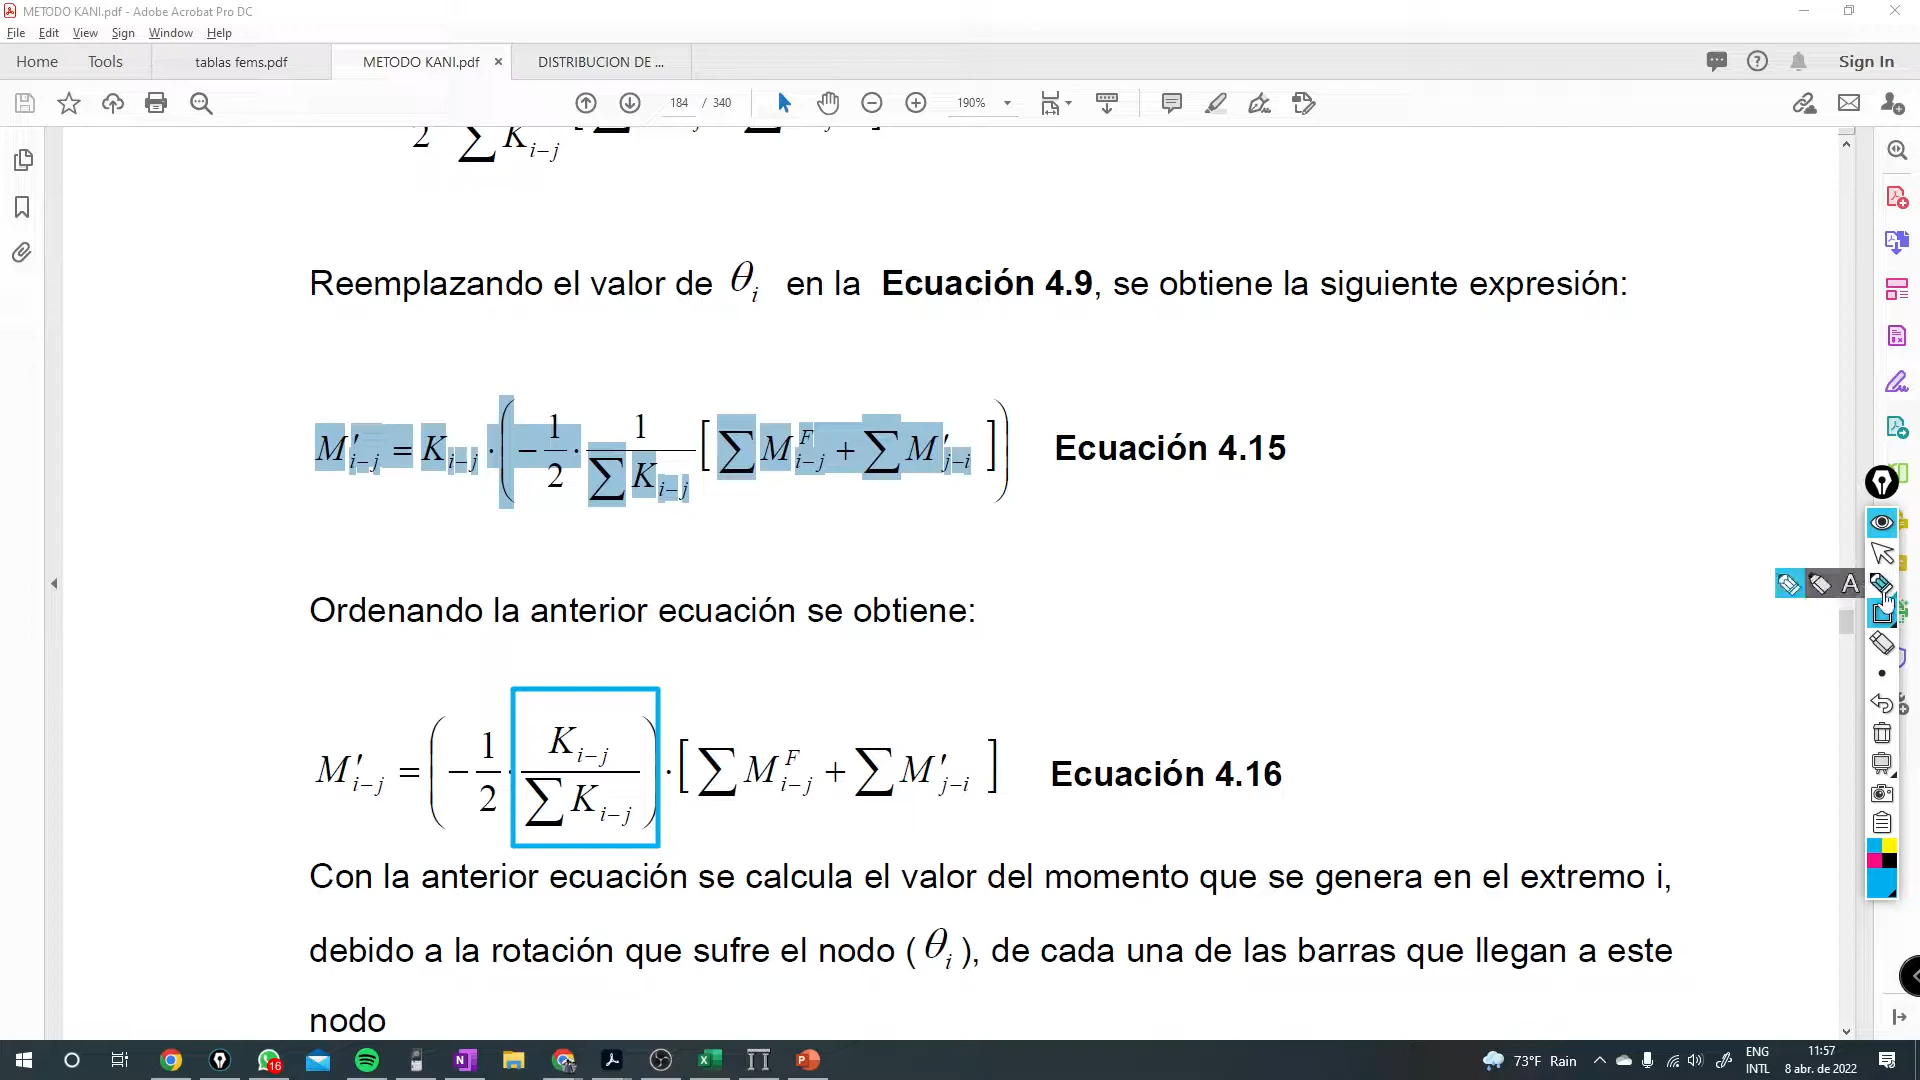 METODO KANI.pdf - Adobe Acrobat Pro DC
File Edit View Sign Window Help
Home Tools tablas fems.pdf METODO KANI.pdf × DISTRIBUCION DE ... Sign In
184 / 340 190%
2 ∑ K i–j
Reemplazando el valor de θi en la Ecuación 4.9, se obtiene la siguiente expresión:
M′i–j = Ki–j · ( – 1/2 · 1/∑Ki–j [ ∑ M^F i–j + ∑ M′j–i ] ) Ecuación 4.15
Ordenando la anterior ecuación se obtiene:
M′i–j = ( – 1/2 · Ki–j/∑Ki–j ) · [ ∑ M^F i–j + ∑ M′j–i ] Ecuación 4.16
Con la anterior ecuación se calcula el valor del momento que se genera en el extremo i,
debido a la rotación que sufre el nodo ( θi ), de cada una de las barras que llegan a este
nodo
A
16
73°F Rain
ENG
INTL
11:57
8 abr. de 2022